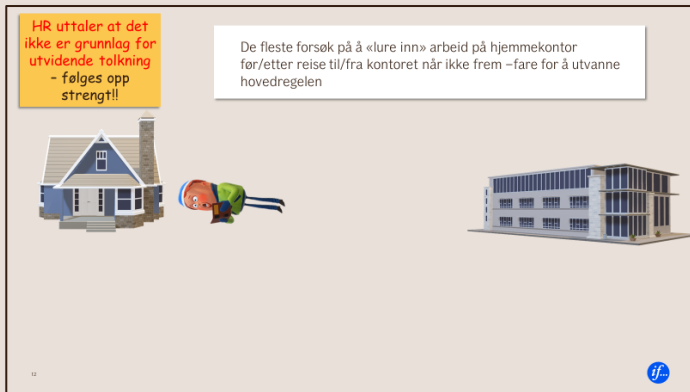 HR uttaler at det
ikke er grunnlag for
utvidende tolkning
– følges opp
strengt!!
De fleste forsøk på å «lure inn» arbeid på hjemmekontor
før/etter reise til/fra kontoret når ikke frem –fare for å utvanne
hovedregelen
12
if...